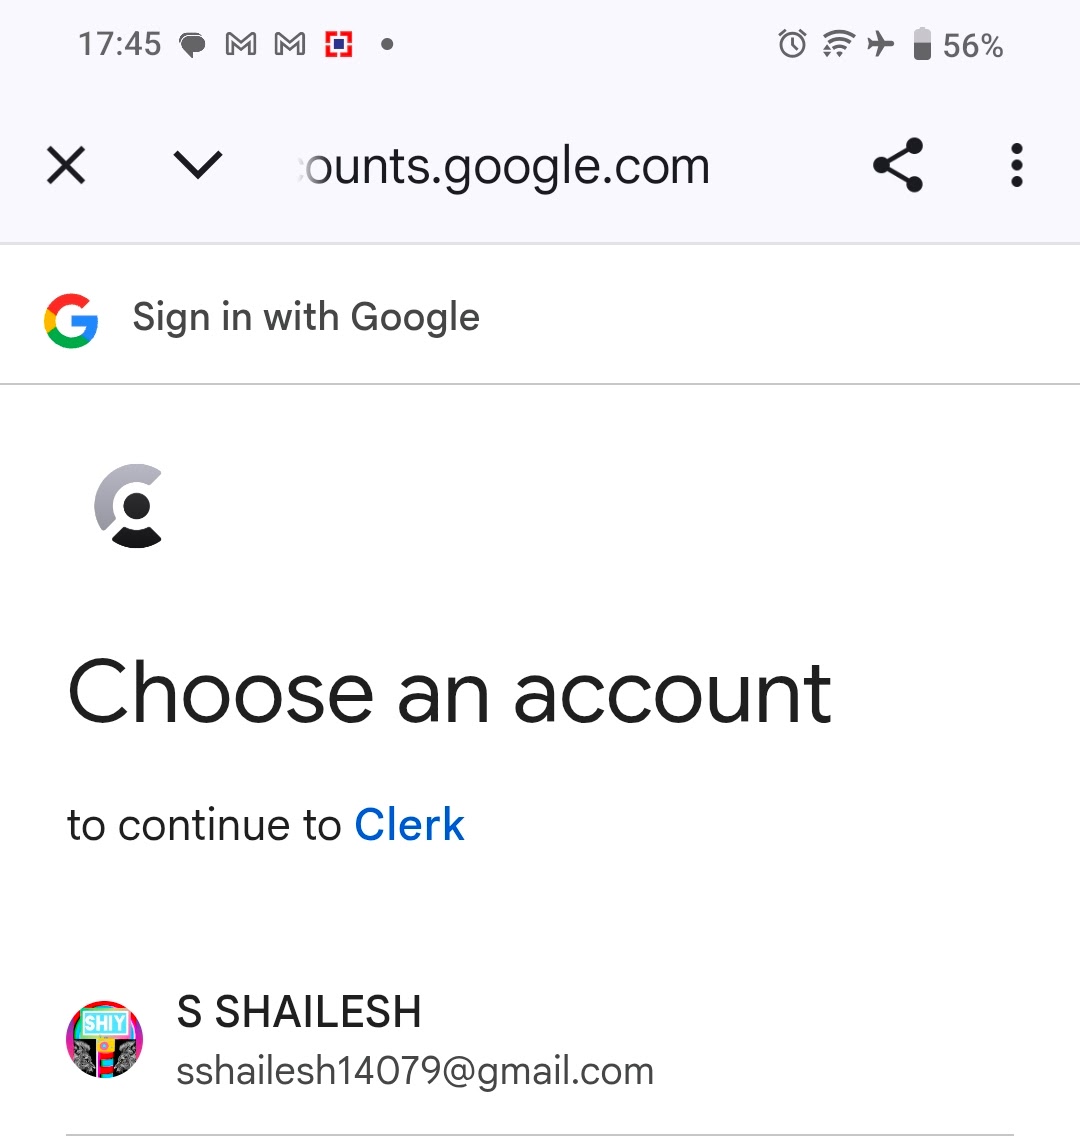 17:45
56%
ounts.google.com
Sign in with Google
Choose an account
to continue to Clerk
SHIY
S SHAILESH
sshailesh14079@gmail.com